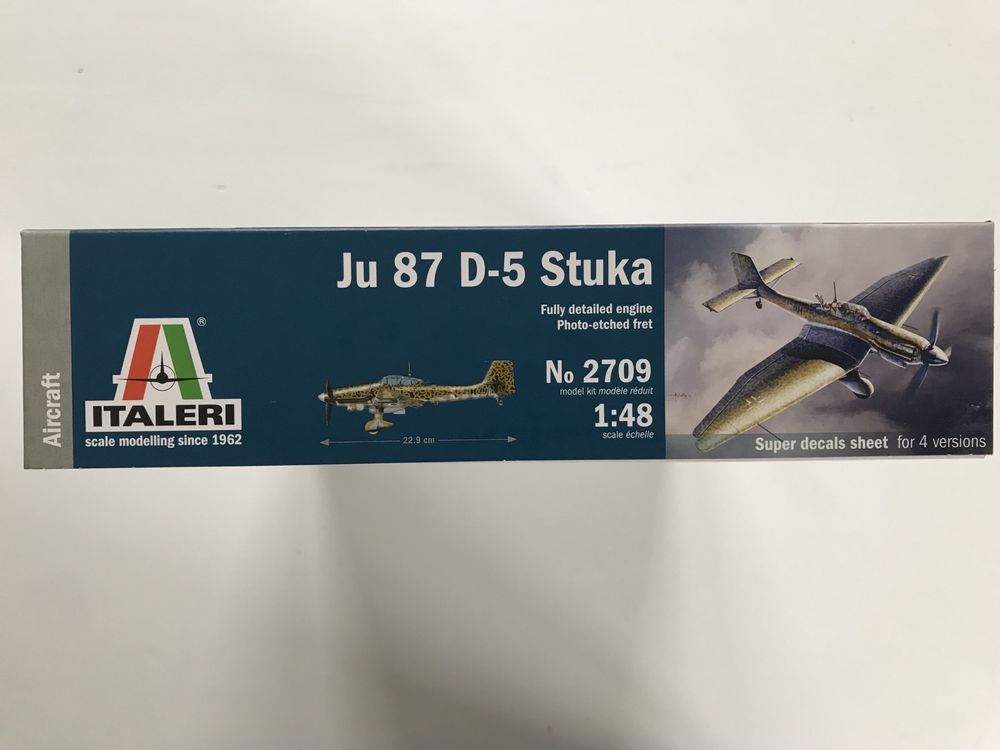 Aircraft
®
ITALERI
scale modelling since 1962
Ju 87 D-5 Stuka
Fully detailed engine
Photo-etched fret
No 2709
model kit modèle réduit
1:48
scale échelle
22.9 cm
Super decals sheet for 4 versions